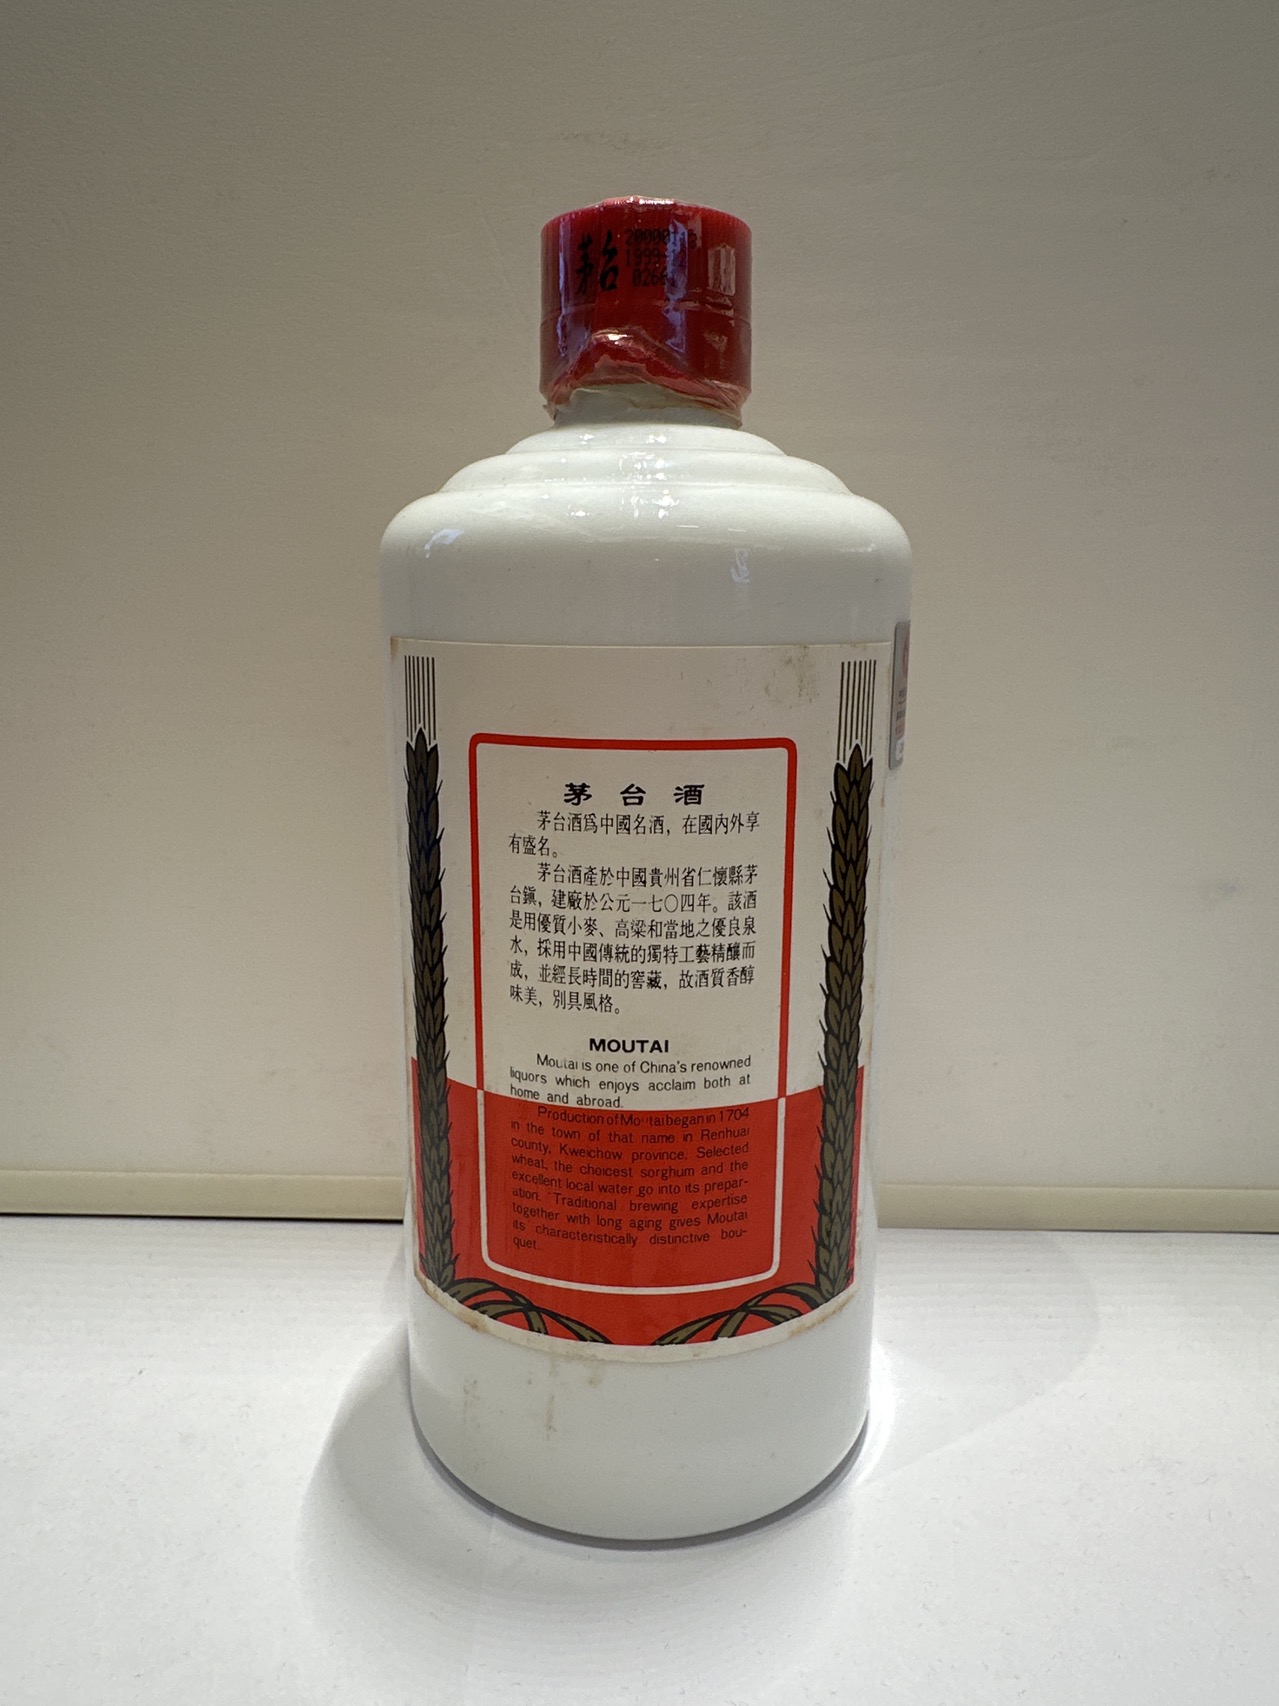 茅台
茅台酒
茅台酒爲中國名酒，在國內外享
有盛名。
茅台酒產於中國貴州省仁懷縣茅
台鎮，建廠於公元一七〇四年。該酒
是用優質小麥、高粱和當地之優良泉
水，採用中國傳統的獨特工藝精釀而
成，並經長時間的窖藏，故酒質香醇
味美，別具風格。
MOUTAI
Moutai is one of China's renowned
liquors which enjoys acclaim both at
home and abroad.
Production of Moutai began in 1704
in the town of that name in Renhuai
county, Kweichow province. Selected
wheat, the choicest sorghum and the
excellent local water go into its prepar-
ation. Traditional brewing expertise
together with long aging gives Moutai
its characteristically distinctive bou-
quet.